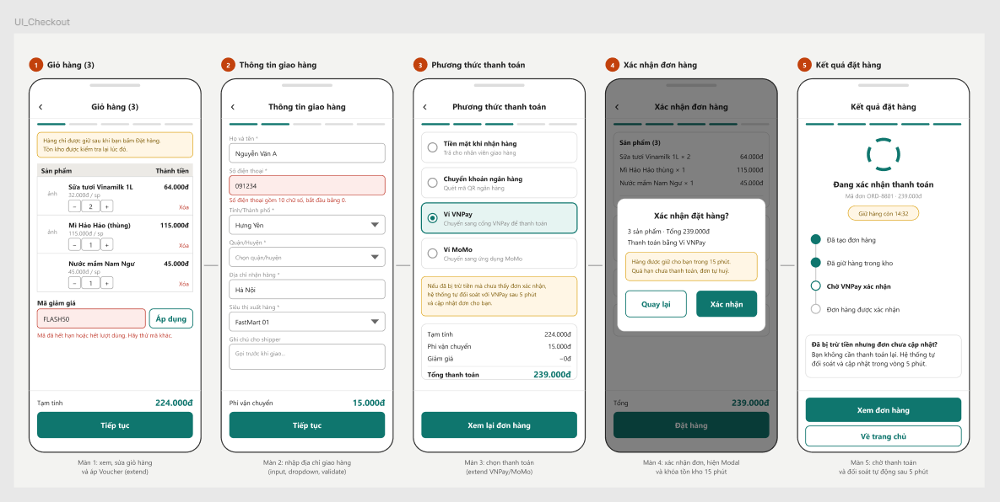 UI_Checkout
1 Giỏ hàng (3)
Giỏ hàng (3)
Hàng chỉ được giữ sau khi bạn bấm Đặt hàng.
Tồn kho được kiểm tra lại lúc đó.
Sản phẩm Thành tiền
ảnh Sữa tươi Vinamilk 1L 64.000đ
32.000đ / sp
− 2 + Xóa
ảnh Mì Hảo Hảo (thùng) 115.000đ
115.000đ / sp
− 1 + Xóa
Nước mắm Nam Ngư 45.000đ
45.000đ / sp
− 1 + Xóa
Mã giảm giá
FLASH50 Áp dụng
Mã đã hết hạn hoặc hết lượt dùng. Hãy thử mã khác.
Tạm tính 224.000đ
Tiếp tục
Màn 1: xem, sửa giỏ hàng
và áp Voucher (extend)
2 Thông tin giao hàng
Thông tin giao hàng
Họ và tên *
Nguyễn Văn A
Số điện thoại *
091234
Số điện thoại gồm 10 chữ số, bắt đầu bằng 0.
Tỉnh/Thành phố *
Hưng Yên
Quận/Huyện *
Chọn quận/huyện
Địa chỉ nhận hàng *
Hà Nội
Siêu thị xuất hàng *
FastMart 01
Ghi chú cho shipper
Gọi trước khi giao...
Phí vận chuyển 15.000đ
Tiếp tục
Màn 2: nhập địa chỉ giao hàng
(input, dropdown, validate)
3 Phương thức thanh toán
Phương thức thanh toán
Tiền mặt khi nhận hàng
Trả cho nhân viên giao hàng
Chuyển khoản ngân hàng
Quét mã QR ngân hàng
Ví VNPay
Chuyển sang cổng VNPay để thanh toán
Ví MoMo
Chuyển sang ứng dụng MoMo
Nếu đã bị trừ tiền mà chưa thấy đơn xác nhận,
hệ thống tự đối soát với VNPay sau 5 phút
và cập nhật đơn cho bạn.
Tạm tính 224.000đ
Phí vận chuyển 15.000đ
Giảm giá −0đ
Tổng thanh toán 239.000đ
Xem lại đơn hàng
Màn 3: chọn thanh toán
(extend VNPay/MoMo)
4 Xác nhận đơn hàng
Xác nhận đơn hàng
Sản phẩm (3)
Sữa tươi Vinamilk 1L × 2 64.000đ
Mì Hảo Hảo thùng × 1 115.000đ
Nước mắm Nam Ngư × 1 45.000đ
Xác nhận đặt hàng?
3 sản phẩm · Tổng 239.000đ
Thanh toán bằng Ví VNPay
Hàng được giữ cho bạn trong 15 phút.
Quá hạn chưa thanh toán, đơn tự huỷ.
Quay lại Xác nhận
Tổng 239.000đ
Đặt hàng
Màn 4: xác nhận đơn, hiện Modal
và khóa tồn kho 15 phút
5 Kết quả đặt hàng
Kết quả đặt hàng
Đang xác nhận thanh toán
Mã đơn ORD-8801 · 239.000đ
Giữ hàng còn 14:32
Đã tạo đơn hàng
Đã giữ hàng trong kho
Chờ VNPay xác nhận
Đơn hàng được xác nhận
Đã bị trừ tiền nhưng đơn chưa cập nhật?
Bạn không cần thanh toán lại. Hệ thống tự
đối soát và cập nhật trong vòng 5 phút.
Xem đơn hàng
Về trang chủ
Màn 5: chờ thanh toán
và đối soát tự động sau 5 phút